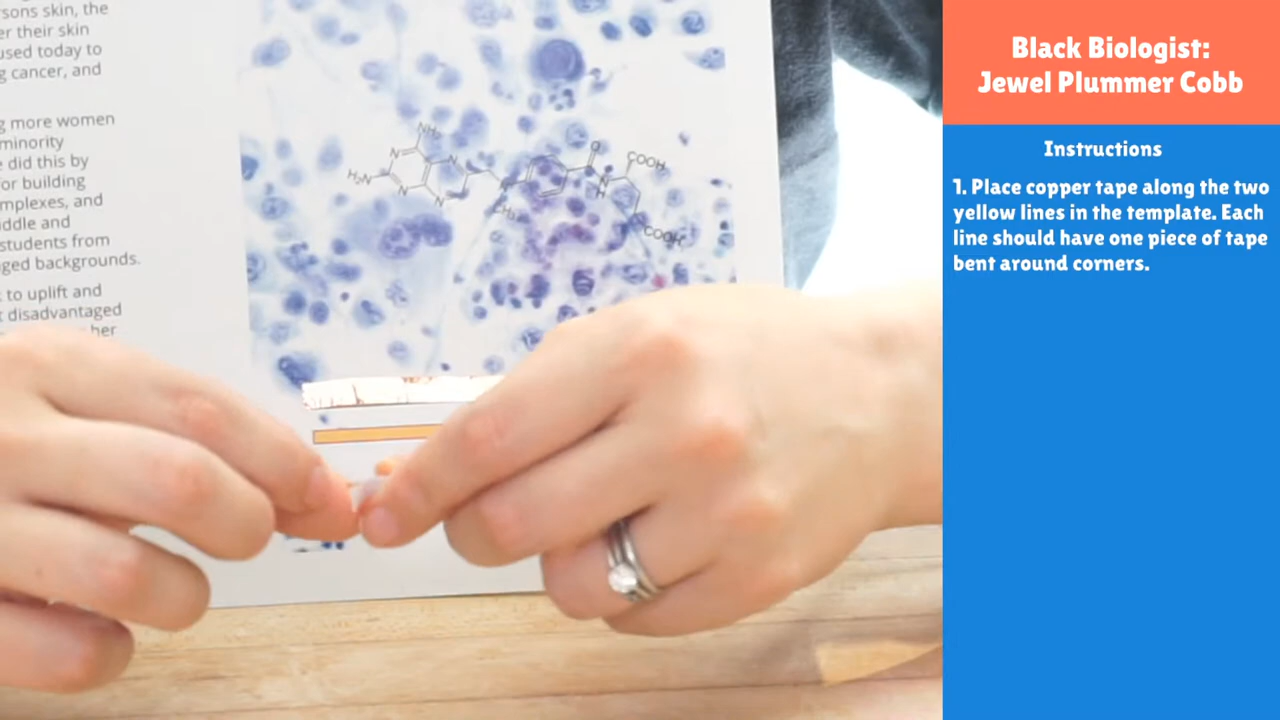 sons skin, the
er their skin
used today to
g cancer, and
g more women
minority
did this by
or building
mplexes, and
ddle and
students from
ged backgrounds.
to uplift and
t disadvantaged
her
NH₂
N
N
H₂N
N
N
O
COOH
N
H
COOH
Black Biologist:
Jewel Plummer Cobb
Instructions
1. Place copper tape along the two
yellow lines in the template. Each
line should have one piece of tape
bent around corners.